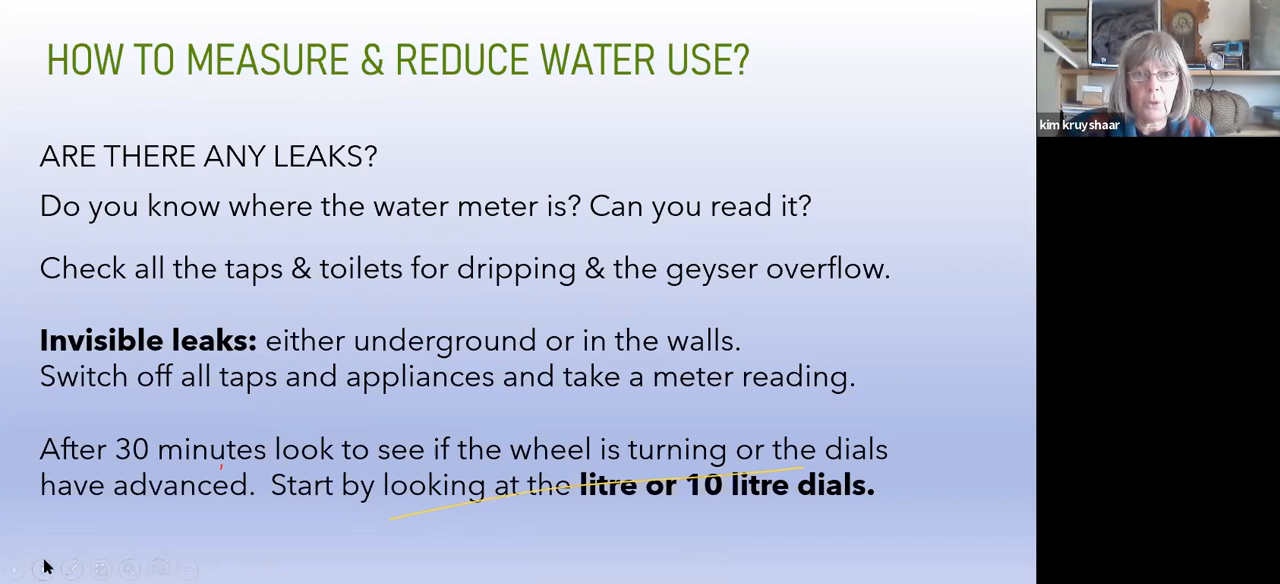 HOW TO MEASURE & REDUCE WATER USE?
ARE THERE ANY LEAKS?
Do you know where the water meter is? Can you read it?
Check all the taps & toilets for dripping & the geyser overflow.
Invisible leaks: either underground or in the walls.
Switch off all taps and appliances and take a meter reading.
After 30 minutes look to see if the wheel is turning or the dials
have advanced. Start by looking at the litre or 10 litre dials.
kim kruyshaar